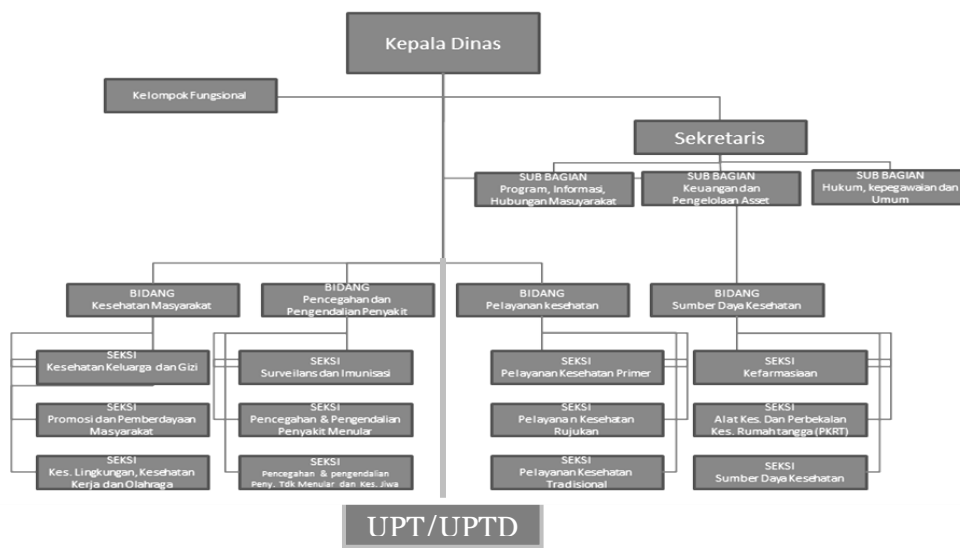 Kepala Dinas
Kelompok Fungsional
Sekretaris
SUB BAGIAN
Program, Informasi,
Hubungan Masuyarakat
SUB BAGIAN
Keuangan dan
Pengelolaan Asset
SUB BAGIAN
Hukum, kepegawaian dan
Umum
BIDANG
Kesehatan Masyarakat
BIDANG
Pencegahan dan
Pengendalian Penyakit
BIDANG
Pelayanan kesehatan
BIDANG
Sumber Daya Kesehatan
SEKSI
Kesehatan Keluarga dan Gizi
SEKSI
Surveilans dan Imunisasi
SEKSI
Pelayanan Kesehatan Primer
SEKSI
Kefarmasiaan
SEKSI
Promosi dan Pemberdayaan
Masyarakat
SEKSI
Pencegahan & Pengendalian
Penyakit Menular
SEKSI
Pelayanan Kesehatan
Rujukan
SEKSI
Alat Kes. Dan Perbekalan
Kes. Rumah tangga (PKRT)
SEKSI
Kes. Lingkungan, Kesehatan
Kerja dan Olahraga
SEKSI
Pencegahan & pengendalian
Peny. Tdk Menular dan Kes. Jiwa
SEKSI
Pelayanan Kesehatan
Tradisional
SEKSI
Sumber Daya Kesehatan
UPT/UPTD